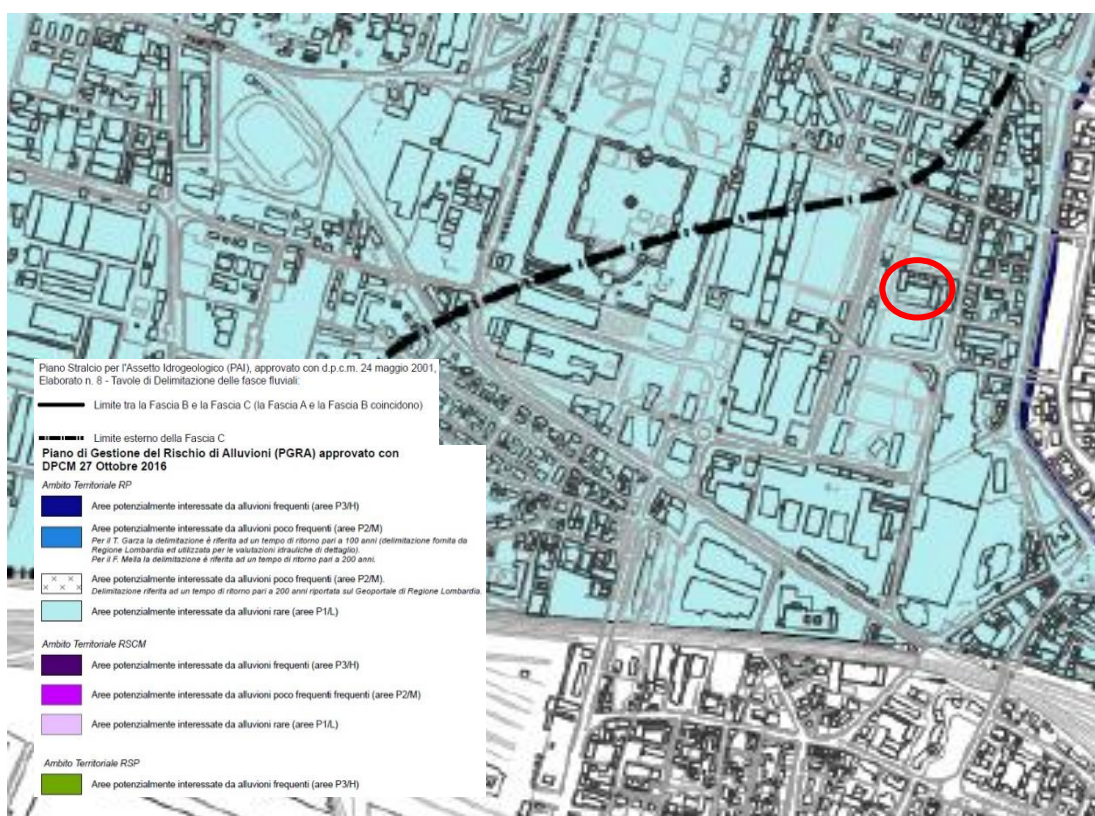 Piano Stralcio per l'Assetto Idrogeologico (PAI), approvato con d.p.c.m. 24 maggio 2001,
Elaborato n. 8 - Tavole di Delimitazione delle fasce fluviali:
Limite tra la Fascia B e la Fascia C (la Fascia A e la Fascia B coincidono)
Limite esterno della Fascia C
Piano di Gestione del Rischio di Alluvioni (PGRA) approvato con
DPCM 27 Ottobre 2016
Ambito Territoriale RP
Aree potenzialmente interessate da alluvioni frequenti (aree P3/H)
Aree potenzialmente interessate da alluvioni poco frequenti (aree P2/M)
Per il T. Garza la delimitazione é riferita ad un tempo di ritorno pari a 100 anni (delimitazione fornita da
Regione Lombardia ed utilizzata per le valutazioni idrauliche di dettaglio).
Per il F. Mella la delimitazione é riferita ad un tempo di ritorno pari a 200 anni.
Aree potenzialmente interessate da alluvioni poco frequenti (aree P2/M).
Delimitazione riferita ad un tempo di ritorno pari a 200 anni riportata sul Geoportale di Regione Lombardia.
Aree potenzialmente interessate da alluvioni rare (aree P1/L)
Ambito Territoriale RSCM
Aree potenzialmente interessate da alluvioni frequenti (aree P3/H)
Aree potenzialmente interessate da alluvioni poco frequenti frequenti (aree P2/M)
Aree potenzialmente interessate da alluvioni rare (aree P1/L)
Ambito Territoriale RSP
Aree potenzialmente interessate da alluvioni frequenti (aree P3/H)